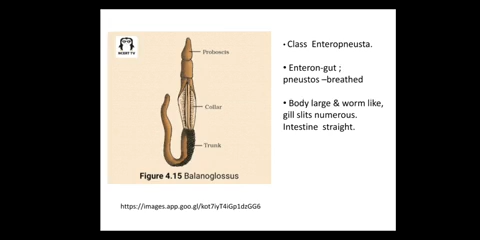 NCERT TV
Proboscis
Collar
Trunk
Figure 4.15 Balanoglossus
https://images.app.goo.gl/kot7iyT4iGp1dzGG6
• Class Enteropneusta.
• Enteron-gut ;
pneustos –breathed
• Body large & worm like,
gill slits numerous.
Intestine straight.